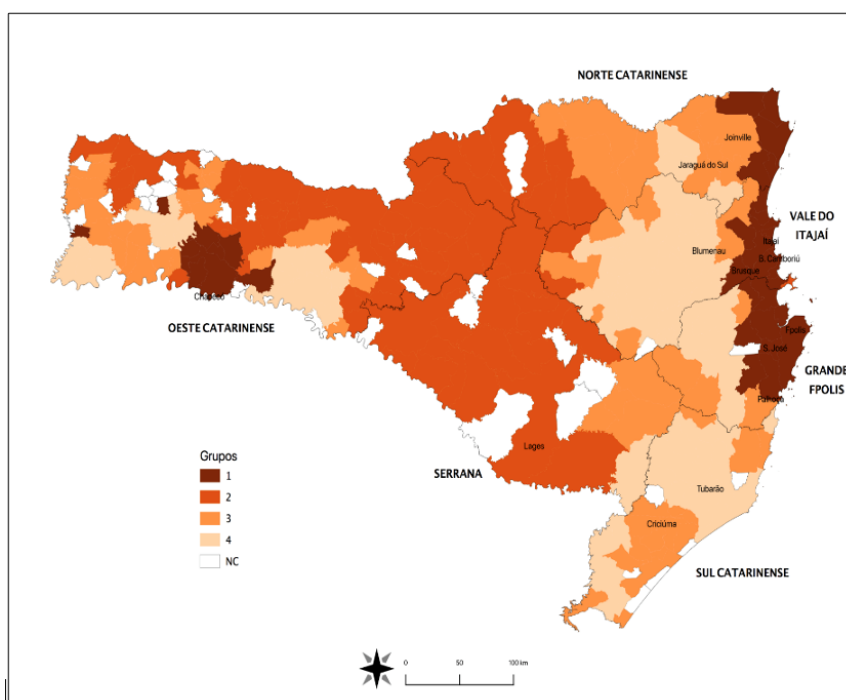 NORTE CATARINENSE
Joinville
Jaraguá do Sul
VALE DO
ITAJAÍ
Itajaí
Blumenau
B. Camboriú
Brusque
Chapecó
OESTE CATARINENSE
Fpolis
S. José
GRANDE
FPOLIS
Palhoça
Lages
SERRANA
Grupos
1
2
3
4
NC
Tubarão
Criciúma
SUL CATARINENSE
0 50 100 km